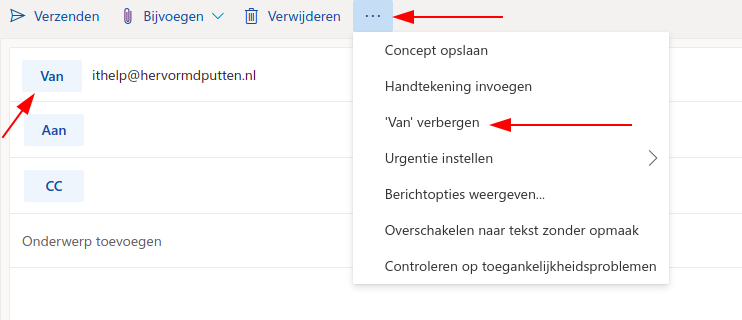 Verzenden Bijvoegen Verwijderen ...
Concept opslaan
Van ithelp@hervormdputten.nl
Handtekening invoegen
Aan
'Van' verbergen
Urgentie instellen
CC
Berichtopties weergeven...
Onderwerp toevoegen
Overschakelen naar tekst zonder opmaak
Controleren op toegankelijkheidsproblemen